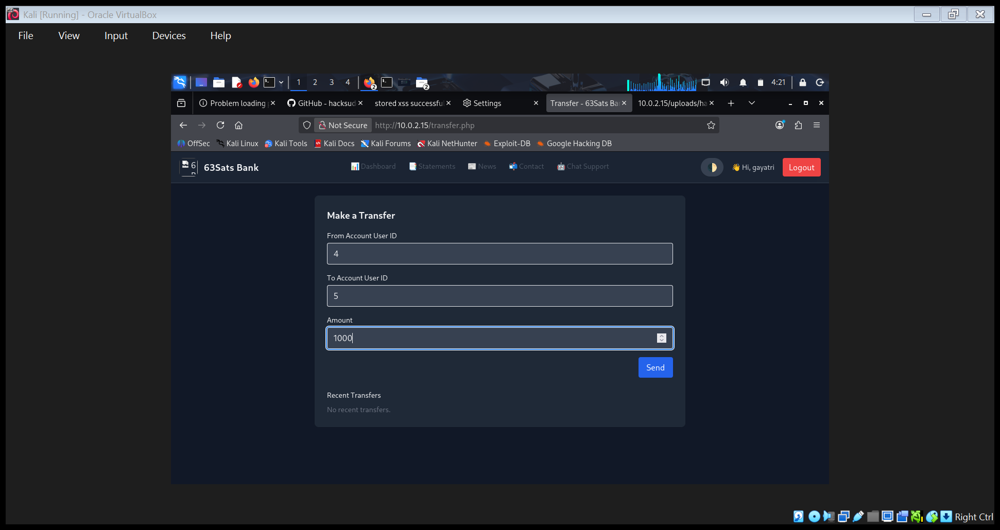 Kali [Running] - Oracle VirtualBox
File View Input Devices Help
1 2 3 4 2 2 4:21
Problem loading GitHub - hacksud stored xss successfu Settings Transfer - 63Sats Ba 10.0.2.15/uploads/ha
Not Secure http://10.0.2.15/transfer.php
OffSec Kali Linux Kali Tools Kali Docs Kali Forums Kali NetHunter Exploit-DB Google Hacking DB
6 63Sats Bank Dashboard Statements News Contact Chat Support Hi, gayatri Logout
Make a Transfer
From Account User ID
4
To Account User ID
5
Amount
1000
Send
Recent Transfers
No recent transfers.
Right Ctrl